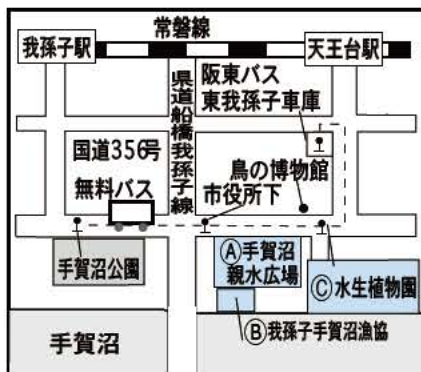 常磐線
我孫子駅
天王台駅
県道船橋我孫子線
阪東バス
東我孫子車庫
国道356号
無料バス
鳥の博物館
市役所下
手賀沼公園
Ⓐ手賀沼
親水広場
Ⓒ水生植物園
Ⓑ我孫子手賀沼漁協
手賀沼